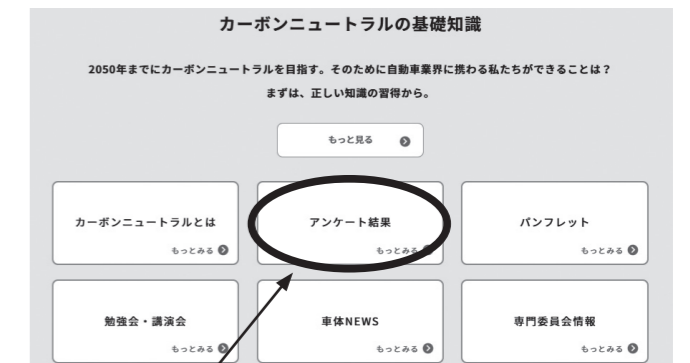 カーボンニュートラルの基礎知識
2050年までにカーボンニュートラルを目指す。そのために自動車業界に携わる私たちができることは？
まずは、正しい知識の習得から。
もっと見る
カーボンニュートラルとは
もっとみる
アンケート結果
もっとみる
パンフレット
もっとみる
勉強会・講演会
もっとみる
車体NEWS
もっとみる
専門委員会情報
もっとみる